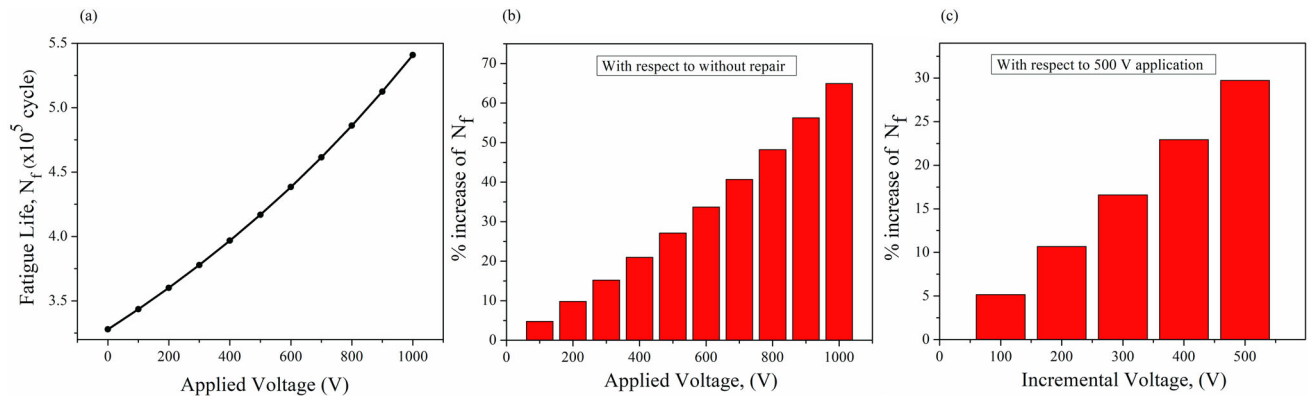 (a)
5.5
5.0
4.5
4.0
3.5
Fatigue Life, Nf (x10^5 cycle)
0 200 400 600 800 1000
Applied Voltage (V)
(b)
With respect to without repair
70
65
60
50
40
30
20
10
0
% increase of Nf
0 200 400 600 800 1000
Applied Voltage, (V)
(c)
With respect to 500 V application
30
25
20
15
10
5
0
% increase of Nf
100 200 300 400 500
Incremental Voltage, (V)